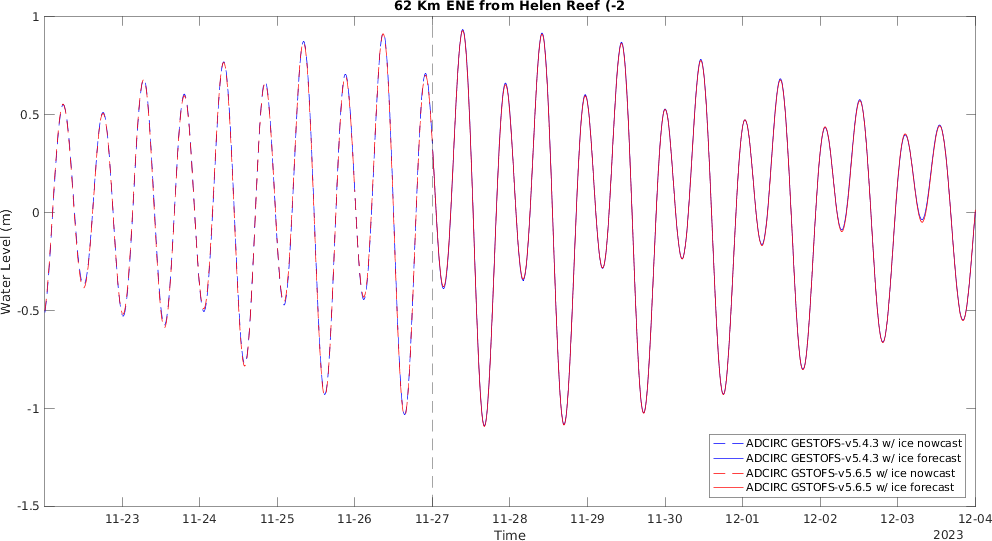 62 Km ENE from Helen Reef (-2
1
0.5
0
-0.5
-1
-1.5
Water Level (m)
ADCIRC GESTOFS-v5.4.3 w/ ice nowcast
ADCIRC GESTOFS-v5.4.3 w/ ice forecast
ADCIRC GSTOFS-v5.6.5 w/ ice nowcast
ADCIRC GSTOFS-v5.6.5 w/ ice forecast
11-23 11-24 11-25 11-26 11-27 11-28 11-29 11-30 12-01 12-02 12-03 12-04
Time
2023